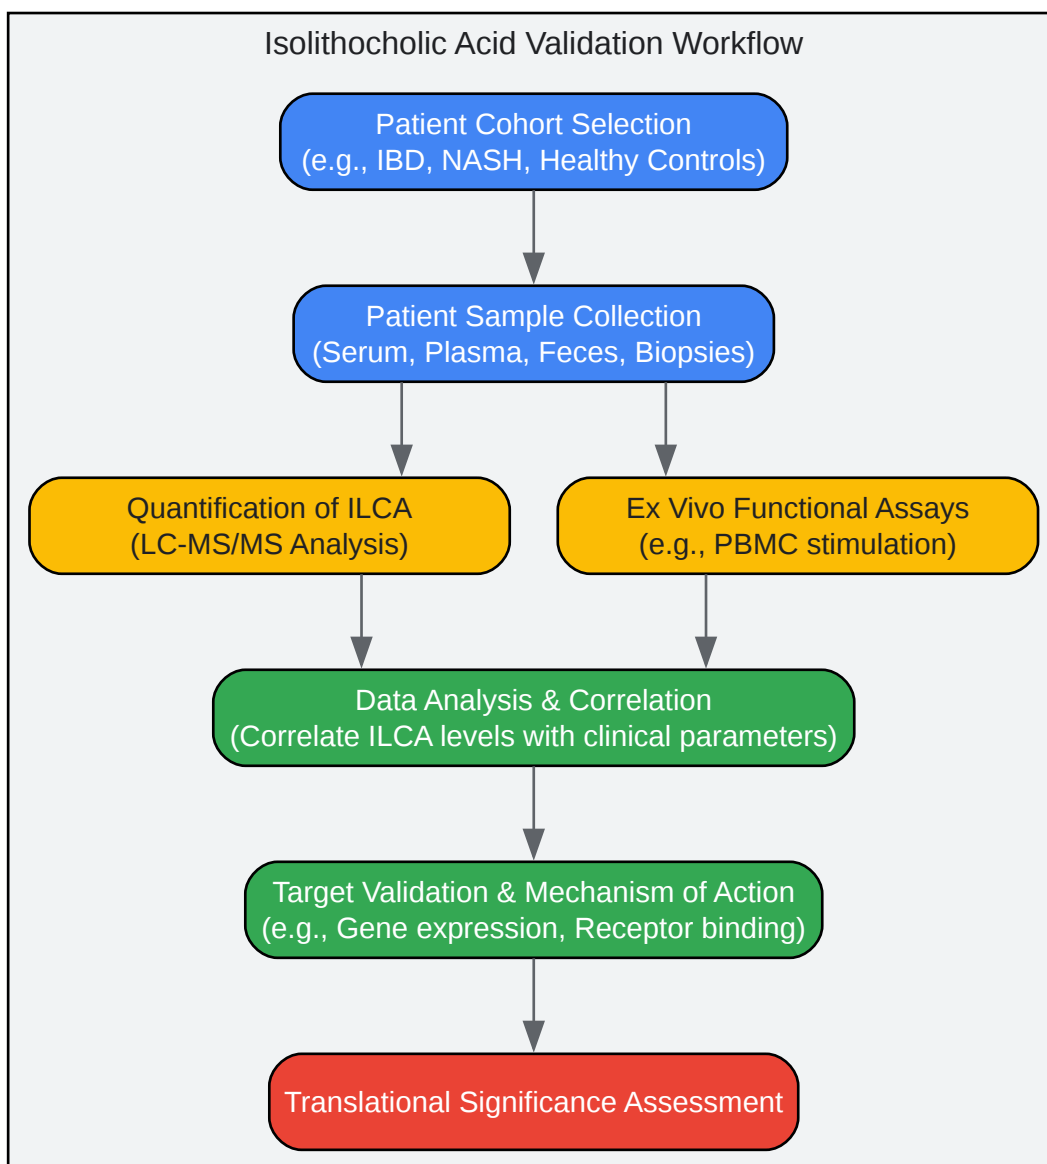 Isolithocholic Acid Validation Workflow
Patient Cohort Selection
(e.g., IBD, NASH, Healthy Controls)
Patient Sample Collection
(Serum, Plasma, Feces, Biopsies)
Quantification of ILCA
(LC-MS/MS Analysis)
Ex Vivo Functional Assays
(e.g., PBMC stimulation)
Data Analysis & Correlation
(Correlate ILCA levels with clinical parameters)
Target Validation & Mechanism of Action
(e.g., Gene expression, Receptor binding)
Translational Significance Assessment